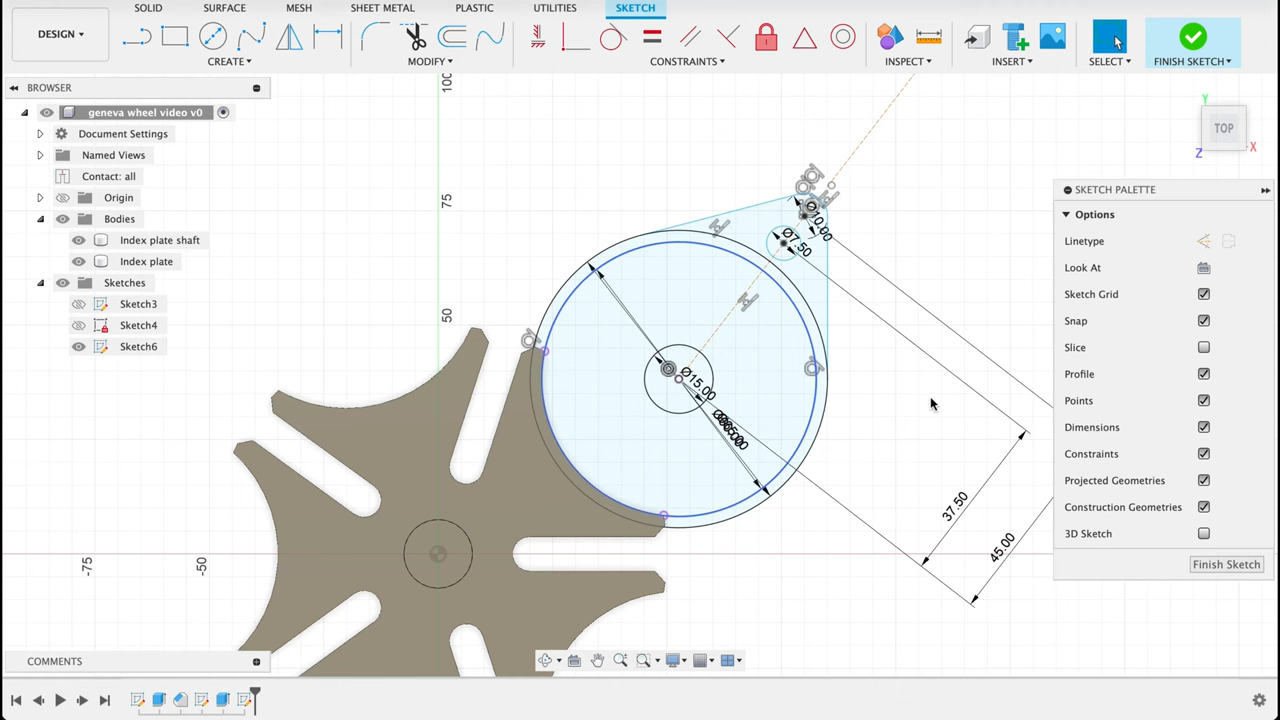 SOLID SURFACE MESH SHEET METAL PLASTIC UTILITIES SKETCH
DESIGN
CREATE MODIFY CONSTRAINTS INSPECT INSERT SELECT FINISH SKETCH
BROWSER
geneva wheel video v0
Document Settings
Named Views
Contact: all
Origin
Bodies
Index plate shaft
Index plate
Sketches
Sketch3
Sketch4
Sketch6
100
75
50
-75
-50
Ø10.00
Ø7.50
Ø15.00
37.50
45.00
Y
TOP
Z
X
SKETCH PALETTE
Options
Linetype
Look At
Sketch Grid
Snap
Slice
Profile
Points
Dimensions
Constraints
Projected Geometries
Construction Geometries
3D Sketch
Finish Sketch
COMMENTS